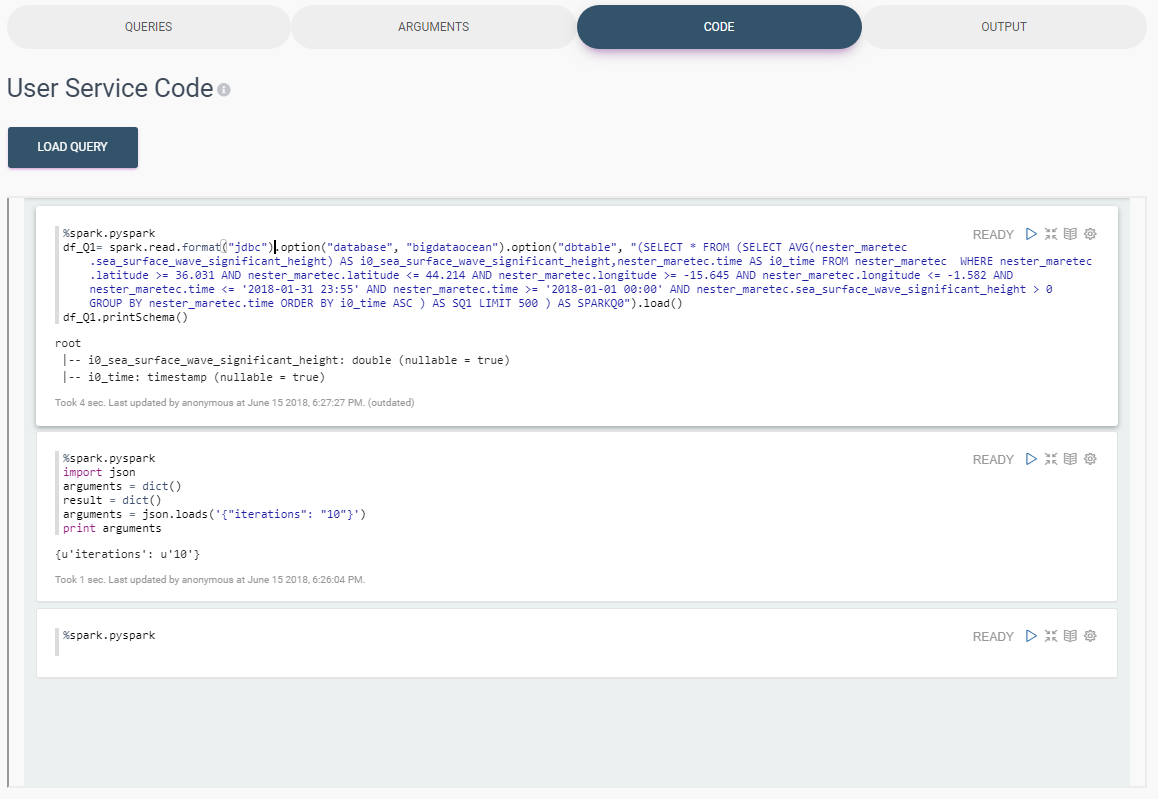 QUERIES
ARGUMENTS
CODE
OUTPUT
User Service Code
LOAD QUERY
READY
%spark.pyspark
df_Q1= spark.read.format("jdbc").option("database", "bigdataocean").option("dbtable", "(SELECT * FROM (SELECT AVG(nester_maretec
.sea_surface_wave_significant_height) AS i0_sea_surface_wave_significant_height,nester_maretec.time AS i0_time FROM nester_maretec  WHERE nester_maretec
.latitude >= 36.031 AND nester_maretec.latitude <= 44.214 AND nester_maretec.longitude >= -15.645 AND nester_maretec.longitude <= -1.582 AND
nester_maretec.time <= '2018-01-31 23:55' AND nester_maretec.time >= '2018-01-01 00:00' AND nester_maretec.sea_surface_wave_significant_height > 0
GROUP BY nester_maretec.time ORDER BY i0_time ASC ) AS SQ1 LIMIT 500 ) AS SPARKQ0").load()
df_Q1.printSchema()
root
|-- i0_sea_surface_wave_significant_height: double (nullable = true)
|-- i0_time: timestamp (nullable = true)
Took 4 sec. Last updated by anonymous at June 15 2018, 6:27:27 PM. (outdated)
READY
%spark.pyspark
import json
arguments = dict()
result = dict()
arguments = json.loads('{"iterations": "10"}')
print arguments
{u'iterations': u'10'}
Took 1 sec. Last updated by anonymous at June 15 2018, 6:26:04 PM.
READY
%spark.pyspark